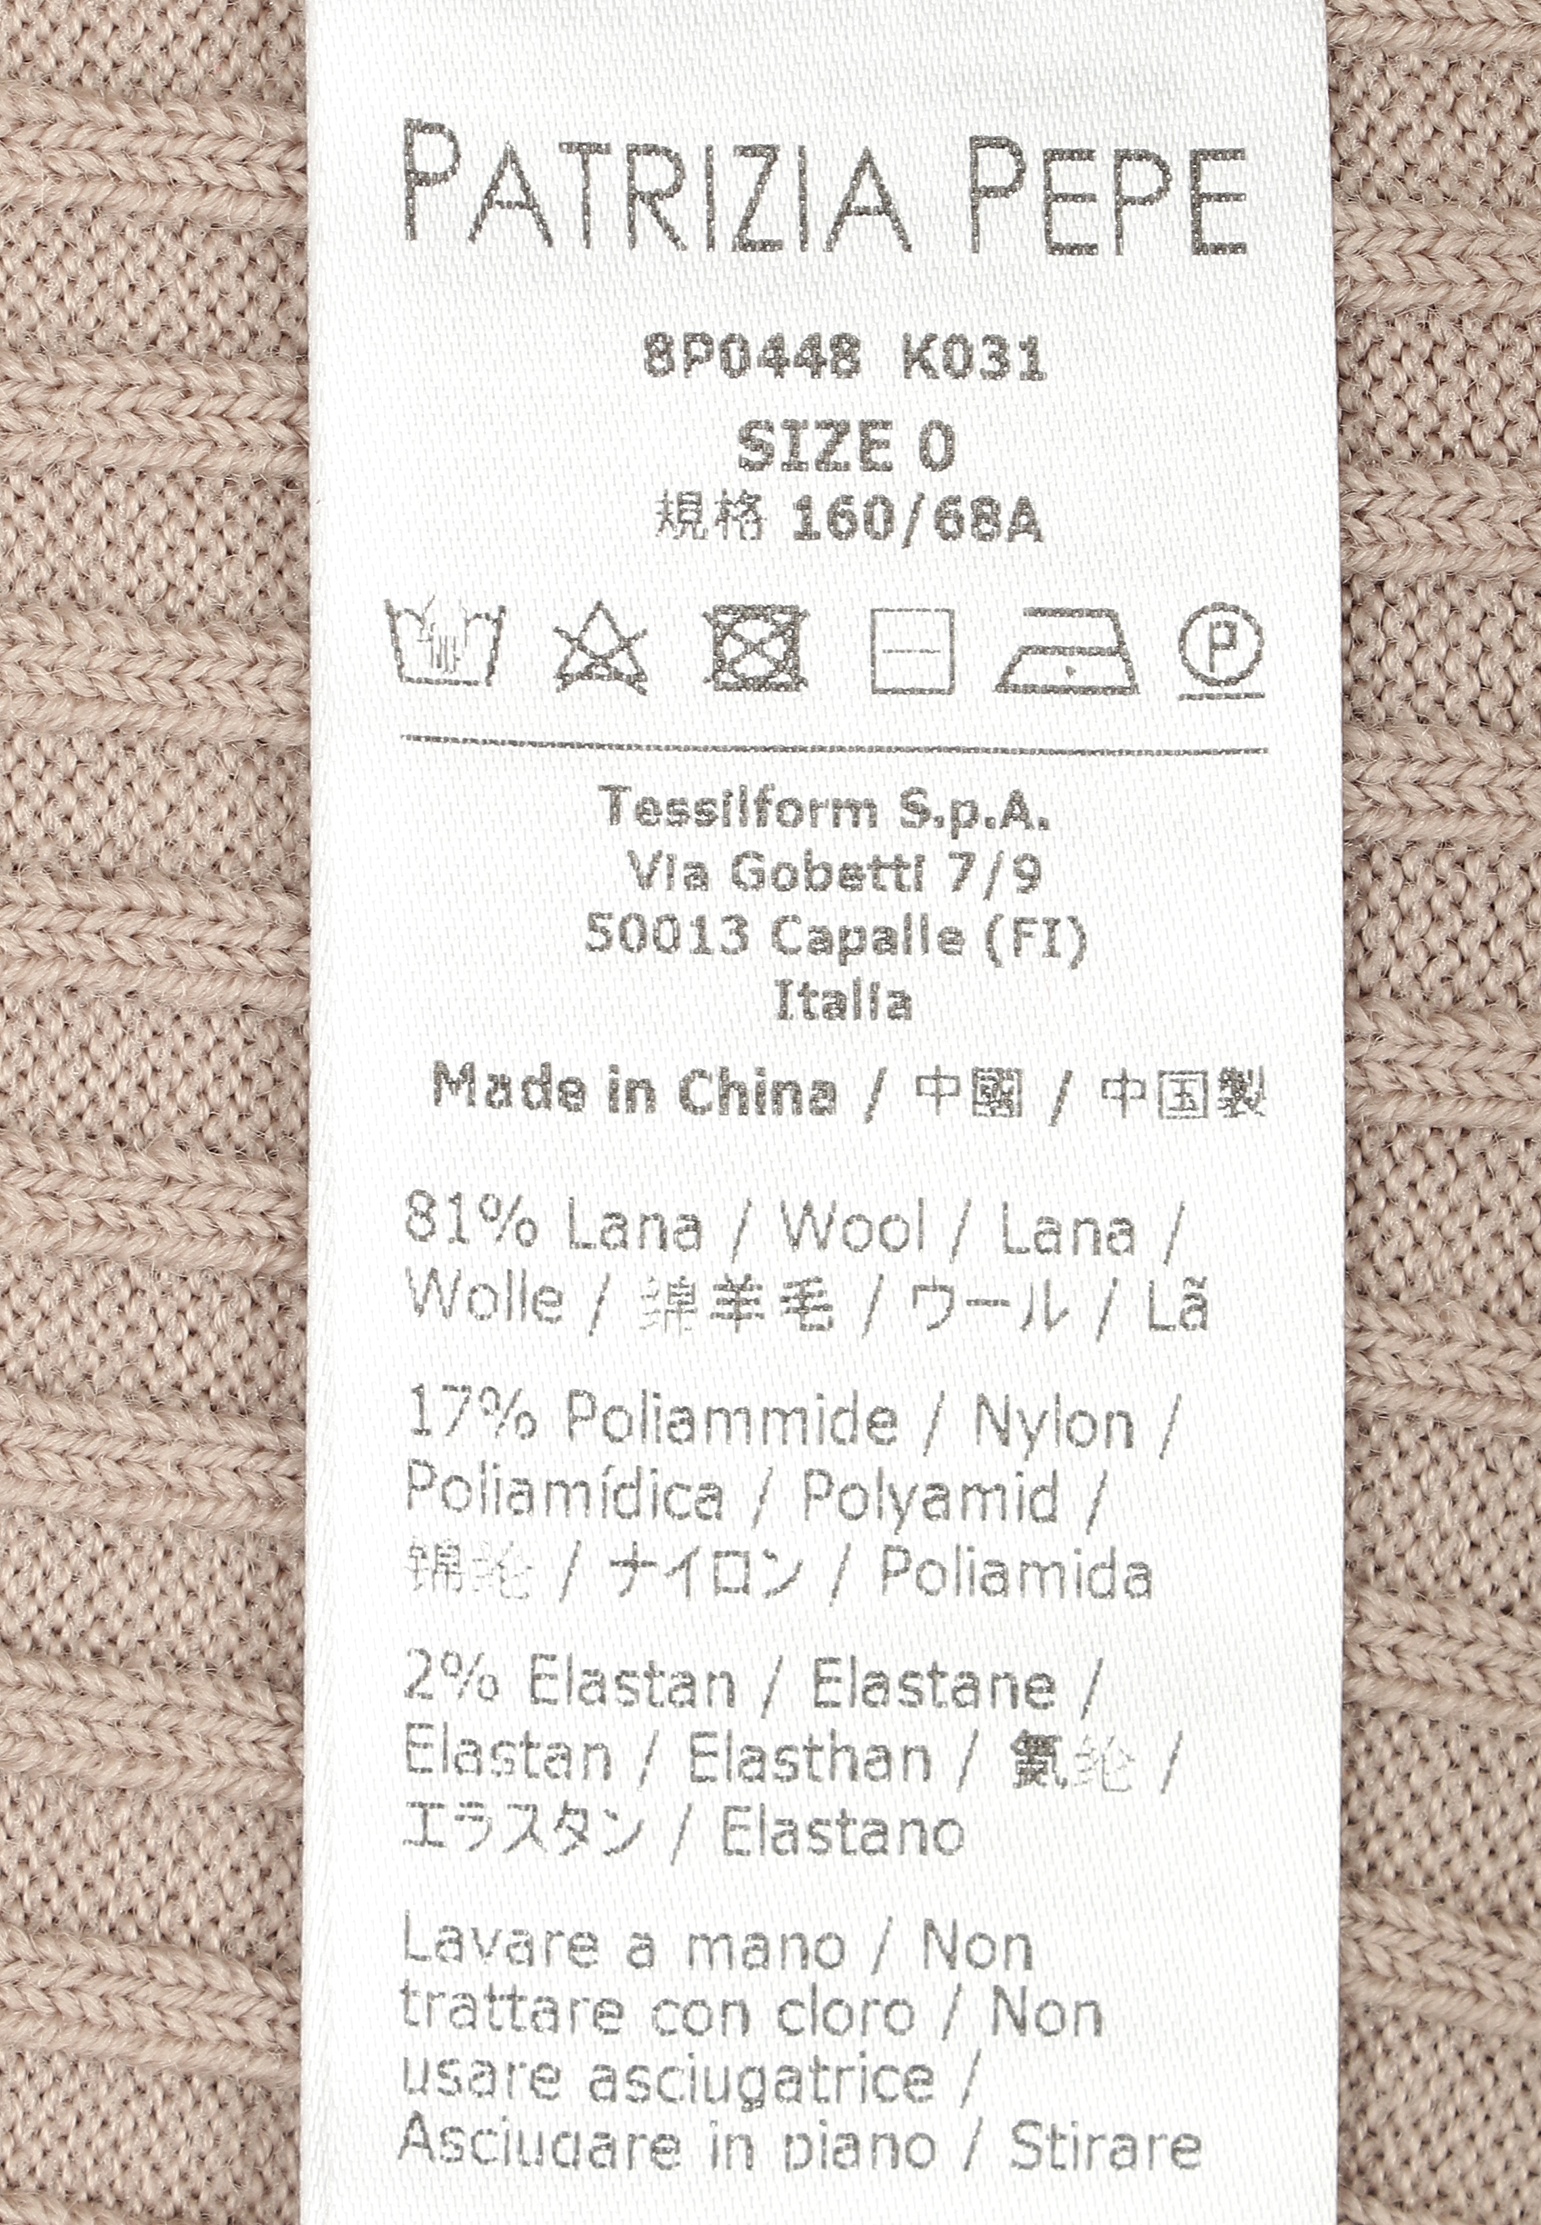 PATRIZIA PEPE
8P0448 K031
SIZE 0
規格 160/68A
P
Tessilform S.p.A.
Via Gobetti 7/9
50013 Capalle (FI)
Italia
Made in China / 中國 / 中国製
81% Lana / Wool / Lana /
Wolle / 绵羊毛 / ウール / Lã
17% Poliammide / Nylon /
Poliamídica / Polyamid /
锦纶 / ナイロン / Poliamida
2% Elastan / Elastane /
Elastan / Elasthan / 氨纶 /
エラスタン / Elastano
Lavare a mano / Non
trattare con cloro / Non
usare asciugatrice /
Asciugare in piano / Stirare